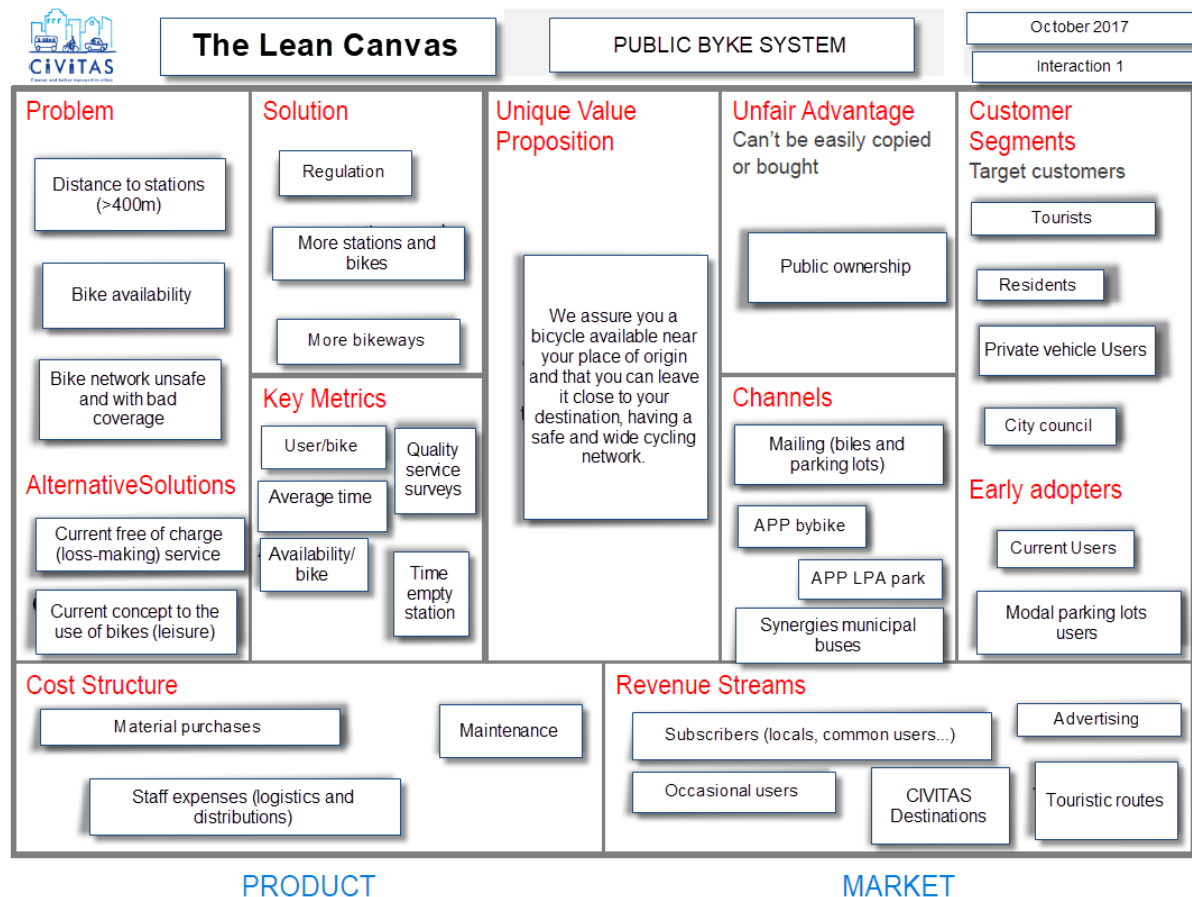 CIVITAS
Cleaner and better transport in cities
The Lean Canvas
PUBLIC BYKE SYSTEM
October 2017
Interaction 1
Problem
Distance to stations
(>400m)
Bike availability
Bike network unsafe
and with bad
coverage
AlternativeSolutions
Current free of charge
(loss-making) service
Current concept to the
use of bikes (leisure)
Solution
Regulation
More stations and
bikes
More bikeways
Key Metrics
User/bike
Quality
service
surveys
Average time
Availability/
bike
Time
empty
station
Unique Value
Proposition
We assure you a
bicycle available near
your place of origin
and that you can leave
it close to your
destination, having a
safe and wide cycling
network.
Unfair Advantage
Can't be easily copied
or bought
Public ownership
Channels
Mailing (biles and
parking lots)
APP bybike
APP LPA park
Synergies municipal
buses
Customer
Segments
Target customers
Tourists
Residents
Private vehicle Users
City council
Early adopters
Current Users
Modal parking lots
users
Cost Structure
Material purchases
Maintenance
Staff expenses (logistics and
distributions)
Revenue Streams
Subscribers (locals, common users...)
Advertising
Occasional users
CIVITAS
Destinations
Touristic routes
PRODUCT
MARKET